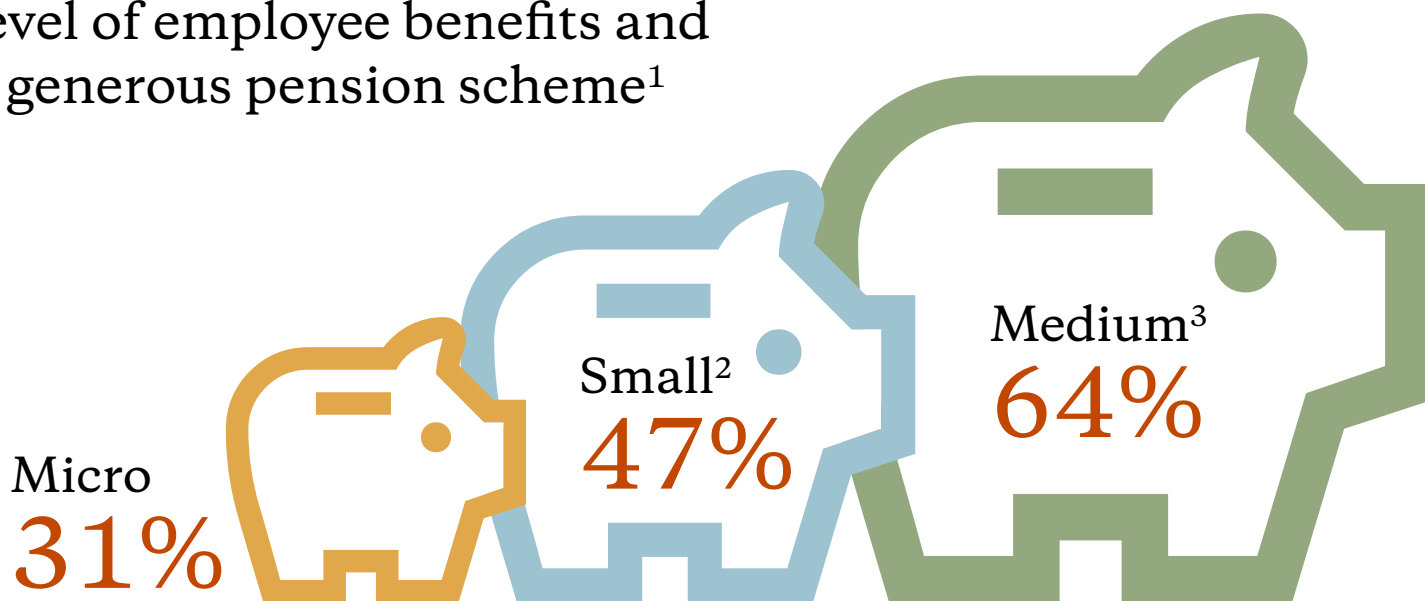 evel of employee benefits and
generous pension scheme¹
Medium³
64%
Small²
47%
Micro
31%